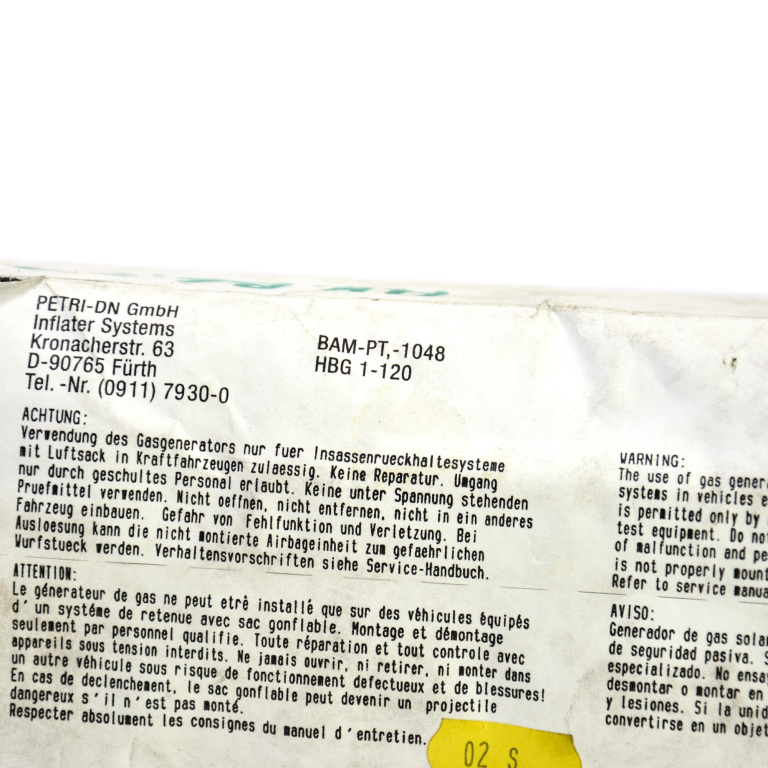 PETRI-DN GmbH
Inflater Systems
Kronacherstr. 63
D-90765 Fürth
Tel. -Nr. (0911) 7930-0
BAM-PT,-1048
HBG 1-120
ACHTUNG:
Verwendung des Gasgenerators nur fuer Insassenrueckhaltesysteme
mit Luftsack in Kraftfahrzeugen zulaessig. Keine Reparatur. Umgang
nur durch geschultes Personal erlaubt. Keine unter Spannung stehenden
Pruefmittel verwenden. Nicht oeffnen, nicht entfernen, nicht in ein anderes
Fahrzeug einbauen. Gefahr von Fehlfunktion und Verletzung. Bei
Ausloesung kann die nicht montierte Airbageinheit zum gefaehrlichen
Wurfstueck werden. Verhaltensvorschriften siehe Service-Handbuch.
ATTENTION:
Le générateur de gas ne peut etrè installé que sur des véhicules équipés
d'un systéme de retenue avec sac gonflable. Montage et démontage
seulement par personnel qualifie. Toute réparation et tout controle avec
appareils sous tension interdits. Ne jamais ouvrir, ni retirer, ni monter dans
un autre véhicule sous risque de fonctionnement defectueux et de blessures!
En cas de declenchement, le sac gonflable peut devenir un projectile
dangereux s'il n'est pas monté.
Respecter absolument les consignes du manuel d'entretien.
WARNING:
The use of gas gener
systems in vehicles e
is permitted only by
test equipment. Do no
of malfunction and pe
is not properly mount
Refer to service manua
AVISO:
Generador de gas sola
de seguridad pasiva. S
especializado. No ensa
desmontar o montar en
y lesiones. Si la unid
convertirse en un objet
02 S